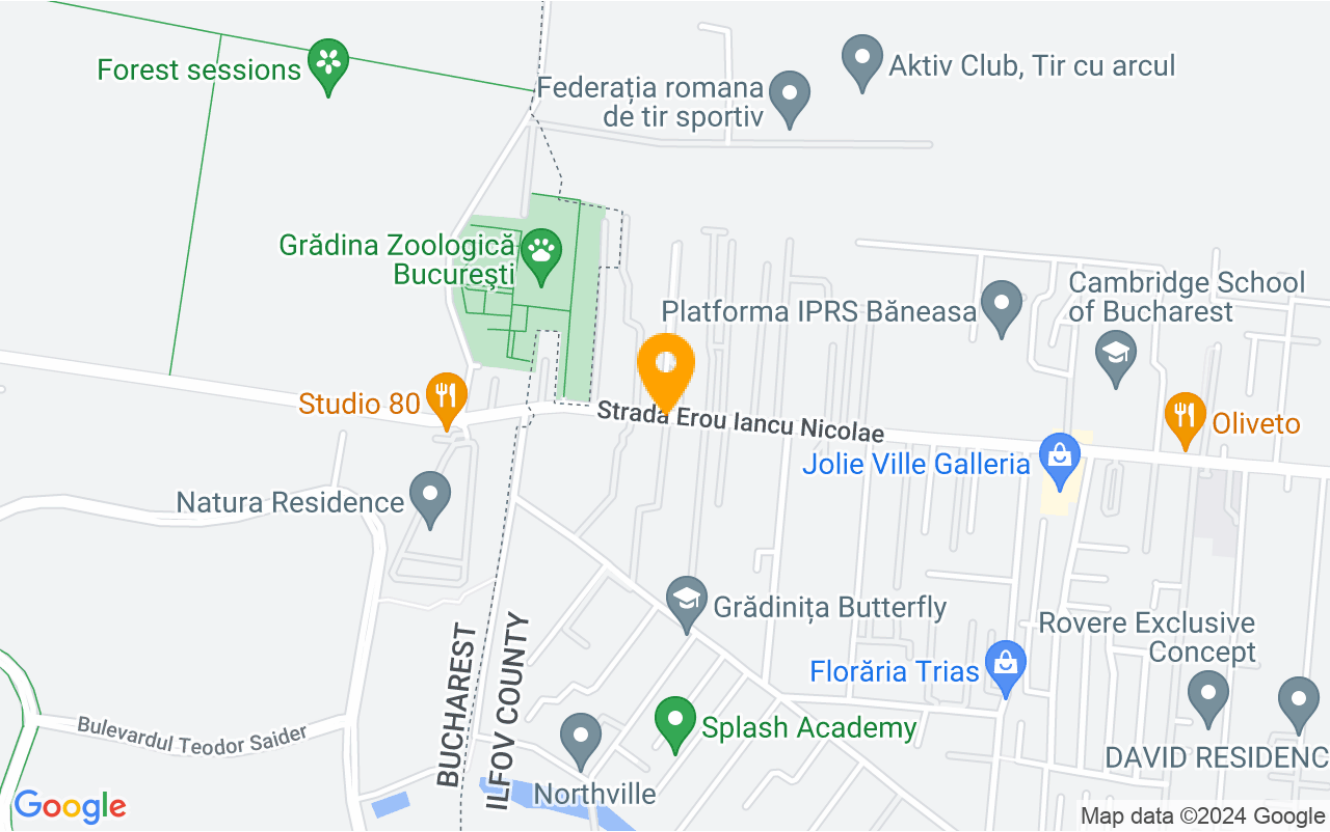 Forest sessions
Aktiv Club, Tir cu arcul
Federația romana
de tir sportiv
Grădina Zoologică
București
Platforma IPRS Băneasa
Cambridge School
of Bucharest
Studio 80
Strada Erou Iancu Nicolae
Oliveto
Jolie Ville Galleria
Natura Residence
Grădinița Butterfly
Rovere Exclusive
Concept
BUCHAREST
ILFOV COUNTY
Florăria Trias
Bulevardul Teodor Saider
Splash Academy
DAVID RESIDENC
Northville
Google
Map data ©2024 Google